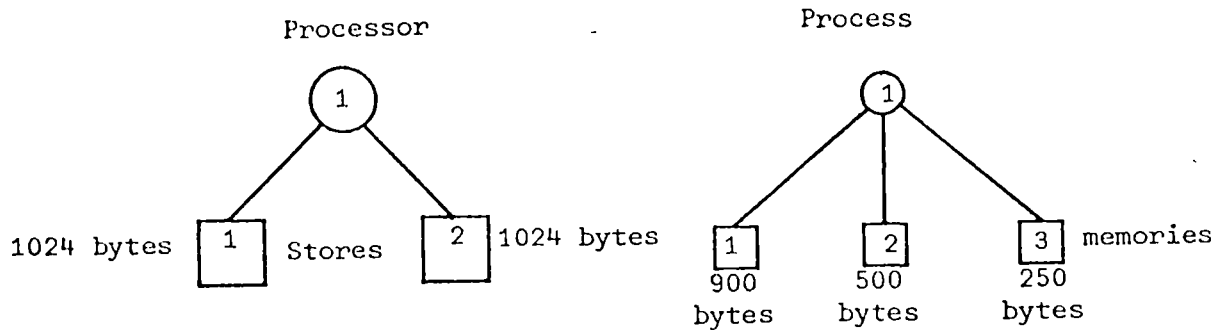 Processor
1
1024 bytes
1
Stores
2
1024 bytes
Process
1
1
2
3
memories
900
bytes
500
bytes
250
bytes